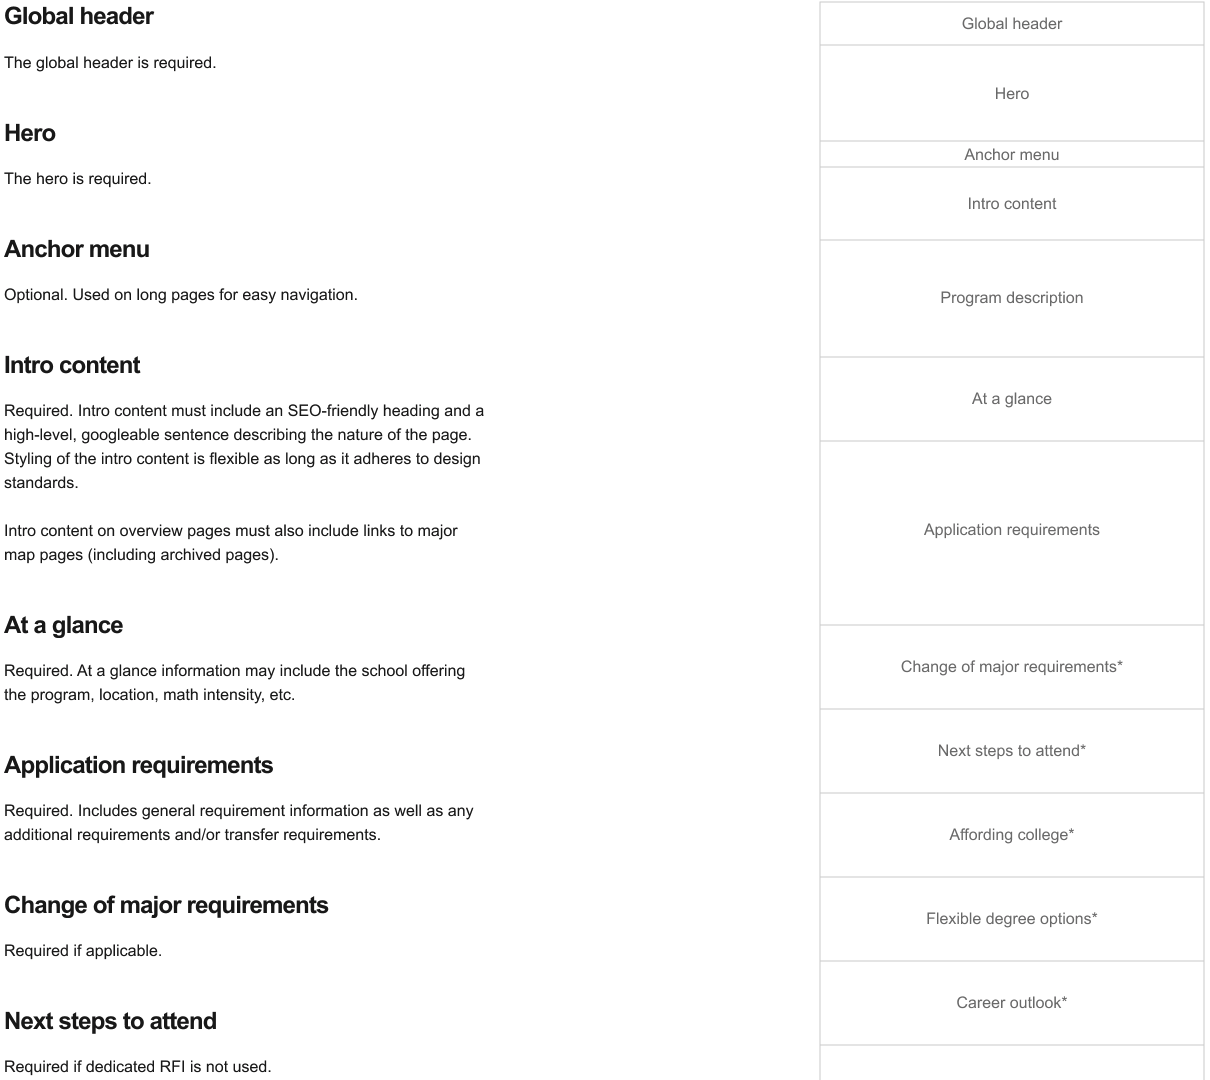 Global header
The global header is required.
Hero
The hero is required.
Anchor menu
Optional. Used on long pages for easy navigation.
Intro content
Required. Intro content must include an SEO-friendly heading and a
high-level, googleable sentence describing the nature of the page.
Styling of the intro content is flexible as long as it adheres to design
standards.
Intro content on overview pages must also include links to major
map pages (including archived pages).
At a glance
Required. At a glance information may include the school offering
the program, location, math intensity, etc.
Application requirements
Required. Includes general requirement information as well as any
additional requirements and/or transfer requirements.
Change of major requirements
Required if applicable.
Next steps to attend
Required if dedicated RFI is not used.
Global header
Hero
Anchor menu
Intro content
Program description
At a glance
Application requirements
Change of major requirements*
Next steps to attend*
Affording college*
Flexible degree options*
Career outlook*